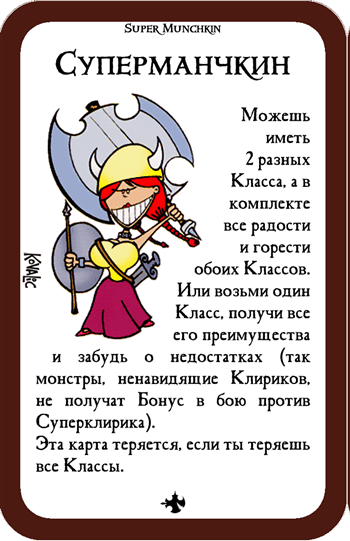 Super Munchkin
Суперманчкин
Можешь
иметь
2 разных
Класса, а в
комплекте
все радости
и горести
обоих Классов.
Или возьми один
Класс, получи все
его преимущества
и забудь о недостатках (так
монстры, ненавидящие Клириков,
не получат Бонус в бою против
Суперклирика).
Эта карта теряется, если ты теряешь
все Классы.
Kovalic